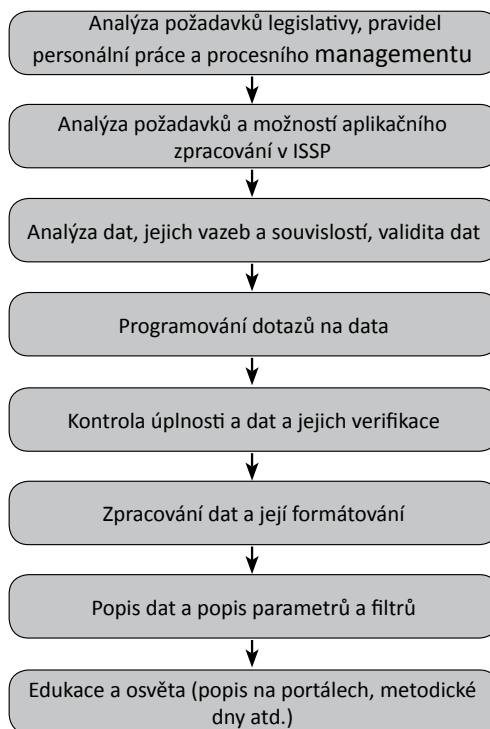 Analýza požadavků legislativy, pravidel
personální práce a procesního managementu
Analýza požadavků a možností aplikačního
zpracování v ISSP
Analýza dat, jejich vazeb a souvislostí, validita dat
Programování dotazů na data
Kontrola úplnosti a dat a jejich verifikace
Zpracování dat a její formátování
Popis dat a popis parametrů a filtrů
Edukace a osvěta (popis na portálech, metodické
dny atd.)